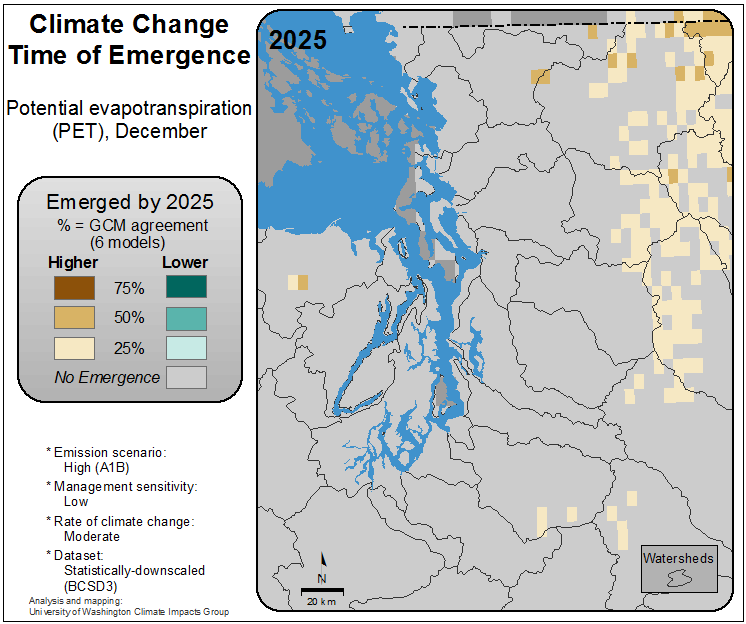 Climate Change
Time of Emergence
Potential evapotranspiration
(PET), December
Emerged by 2025
% = GCM agreement
(6 models)
Higher Lower
75%
50%
25%
No Emergence
* Emission scenario:
High (A1B)
* Management sensitivity:
Low
* Rate of climate change:
Moderate
* Dataset:
Statistically-downscaled
(BCSD3)
Analysis and mapping:
University of Washington Climate Impacts Group
2025
N
20 km
Watersheds